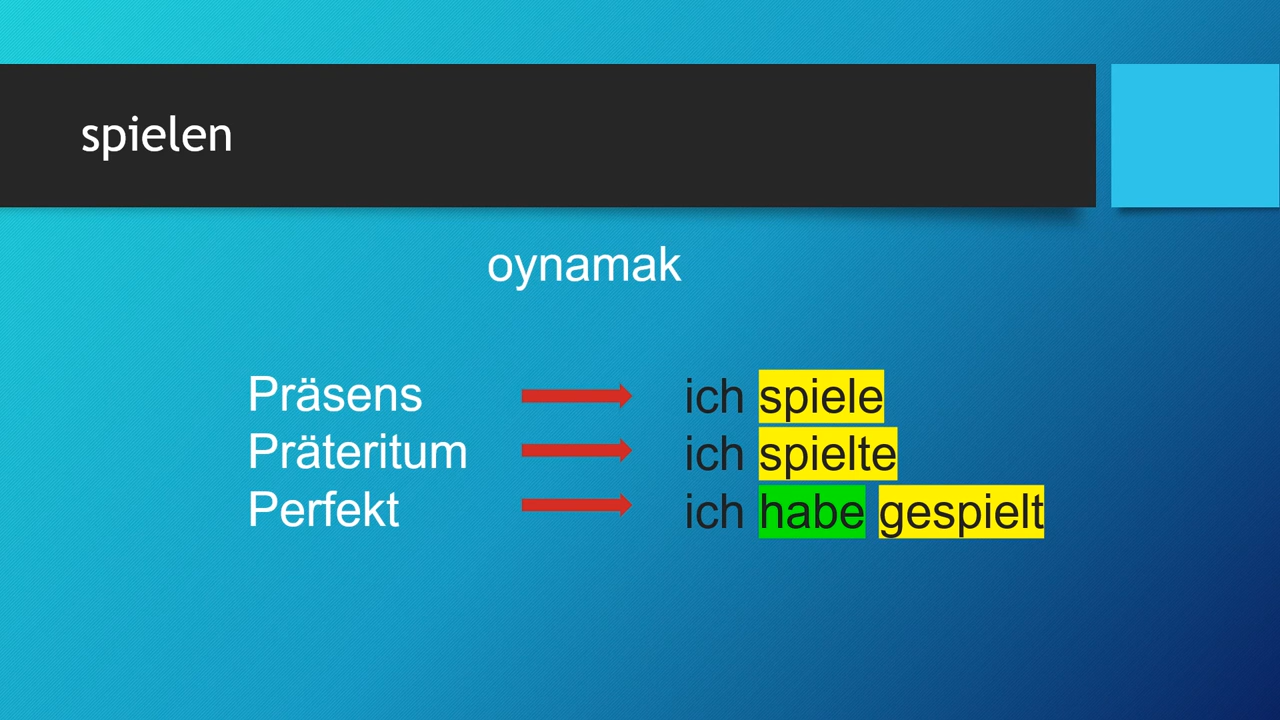 spielen
oynamak
Präsens ich spiele
Präteritum ich spielte
Perfekt ich habe gespielt